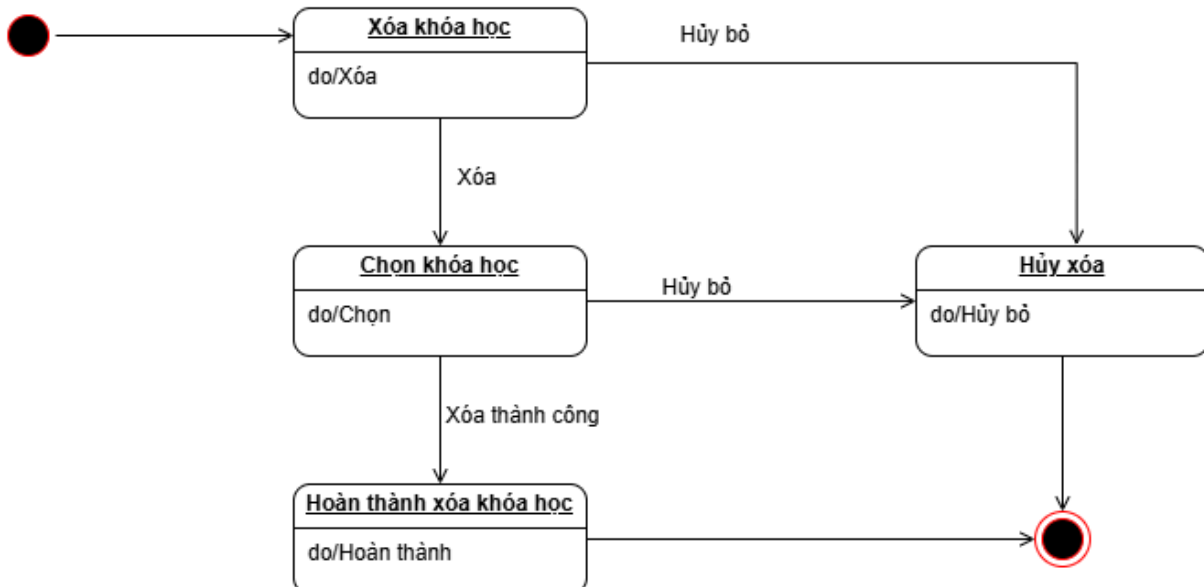 Xóa khóa học
Hủy bỏ
do/Xóa
Xóa
Chọn khóa học
Hủy bỏ
Hủy xóa
do/Chọn
do/Hủy bỏ
Xóa thành công
Hoàn thành xóa khóa học
do/Hoàn thành